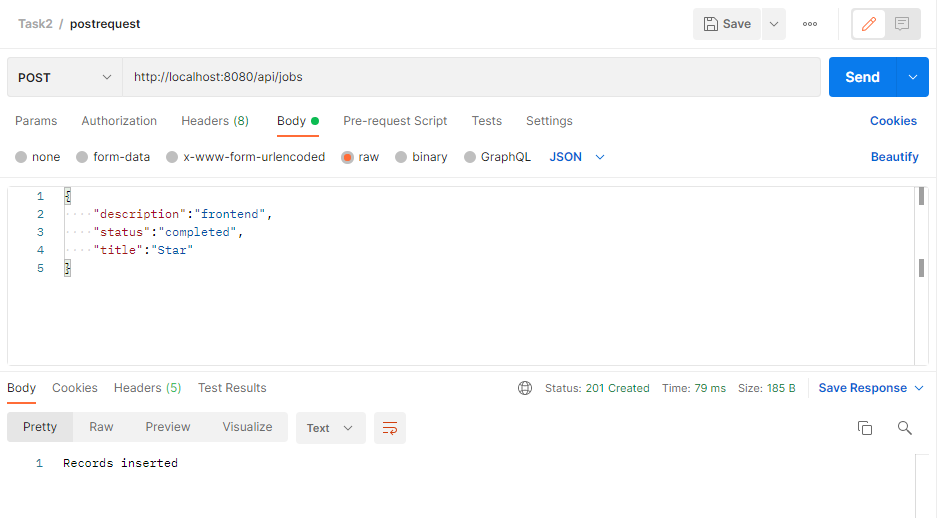 Task2 / postrequest
Save
POST
http://localhost:8080/api/jobs
Send
Params Authorization Headers (8) Body Pre-request Script Tests Settings Cookies
none form-data x-www-form-urlencoded raw binary GraphQL JSON Beautify
1 {
2 "description":"frontend",
3 "status":"completed",
4 "title":"Star"
5 }
Body Cookies Headers (5) Test Results Status: 201 Created Time: 79 ms Size: 185 B Save Response
Pretty Raw Preview Visualize Text
1 Records inserted